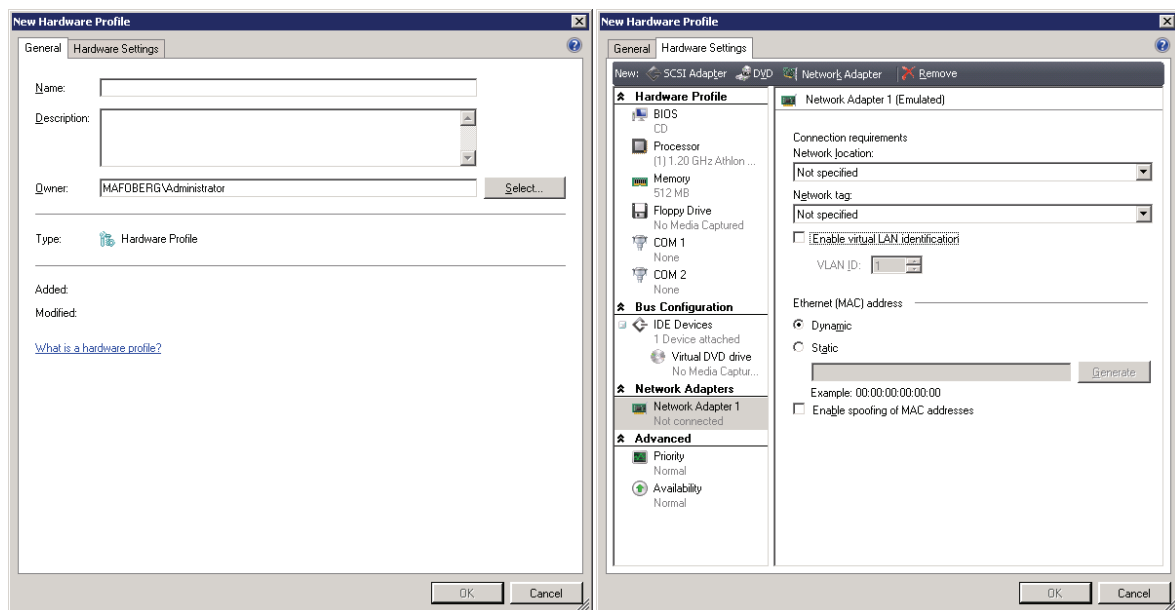 New Hardware Profile
General
Hardware Settings
Name:
Description:
Owner:
MAFOBERG\Administrator
Select...
Type:
Hardware Profile
Added:
Modified:
What is a hardware profile?
OK
Cancel
New Hardware Profile
General
Hardware Settings
New: SCSI Adapter DVD Network Adapter Remove
Hardware Profile
BIOS
CD
Processor
(1) 1.20 GHz Athlon ...
Memory
512 MB
Floppy Drive
No Media Captured
COM 1
None
COM 2
None
Bus Configuration
IDE Devices
1 Device attached
Virtual DVD drive
No Media Captur...
Network Adapters
Network Adapter 1
Not connected
Advanced
Priority
Normal
Availability
Normal
Network Adapter 1 (Emulated)
Connection requirements
Network location:
Not specified
Network tag:
Not specified
Enable virtual LAN identification
VLAN ID: 1
Ethernet (MAC) address
Dynamic
Static
Generate
Example: 00:00:00:00:00:00
Enable spoofing of MAC addresses
OK
Cancel